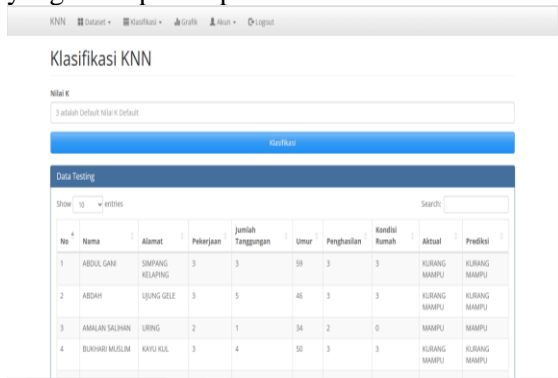 KNN Dataset Klasifikasi Grafik Akun Logout
Klasifikasi KNN
Nilai K
3 adalah Default Nilai K Default
Klasifikasi
Data Testing
Show 10 entries Search:
No Nama Alamat Pekerjaan Jumlah Tanggungan Umur Penghasilan Kondisi Rumah Aktual Prediksi
1 ABDUL GANI SIMPANG KELAPING 3 3 59 3 3 KURANG MAMPU KURANG MAMPU
2 ABDAH UJUNG GELE 3 5 46 3 3 KURANG MAMPU KURANG MAMPU
3 AMALAN SALIHAN URING 2 1 34 2 0 MAMPU MAMPU
4 BUKHARI MUSLIM KAYU KUL 3 4 50 3 3 KURANG MAMPU KURANG MAMPU